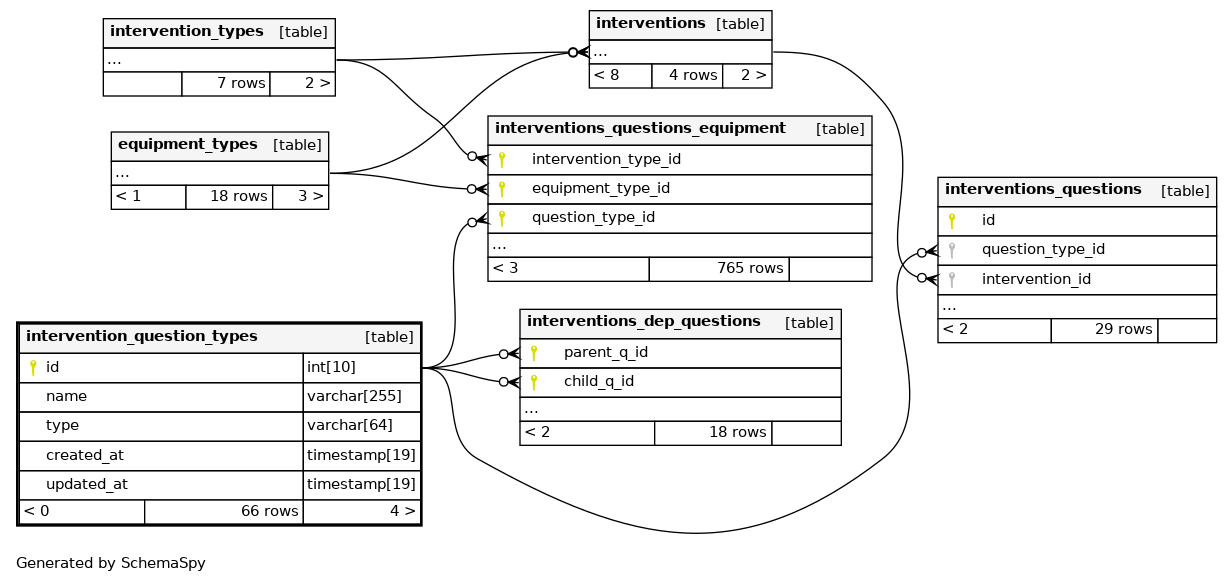 intervention_types [table]
...
7 rows 2 >
equipment_types [table]
...
< 1 18 rows 3 >
intervention_question_types [table]
id int[10]
name varchar[255]
type varchar[64]
created_at timestamp[19]
updated_at timestamp[19]
< 0 66 rows 4 >
interventions [table]
...
< 8 4 rows 2 >
interventions_questions_equipment [table]
intervention_type_id
equipment_type_id
question_type_id
...
< 3 765 rows
interventions_dep_questions [table]
parent_q_id
child_q_id
...
< 2 18 rows
interventions_questions [table]
id
question_type_id
intervention_id
...
< 2 29 rows
Generated by SchemaSpy